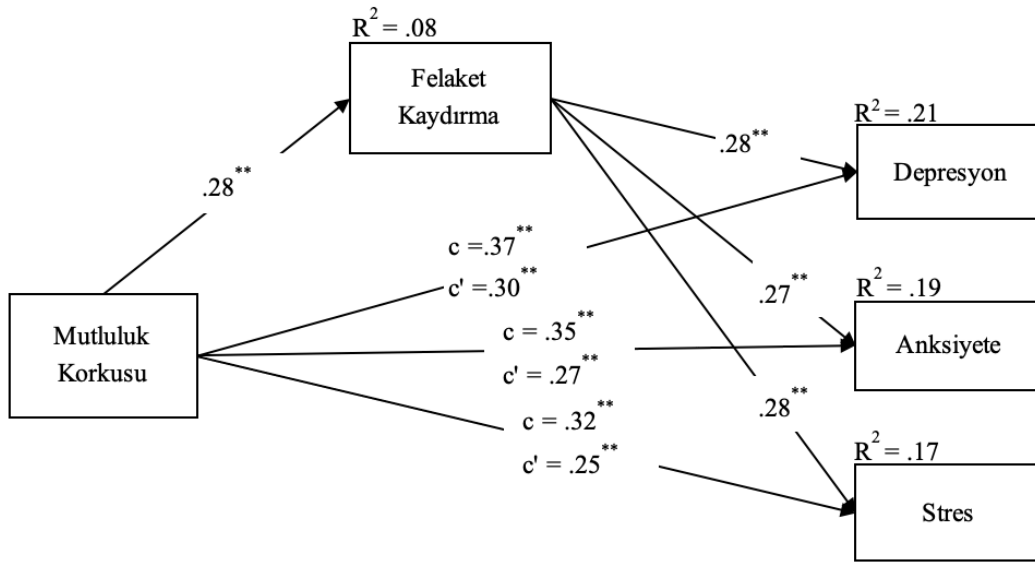 R² = .08
Felaket
Kaydırma
R² = .21
.28**
Depresyon
.28**
c =.37**
c' =.30**
.27**
R² = .19
Mutluluk
Korkusu
c = .35**
c' = .27**
Anksiyete
.28**
c = .32**
c' = .25**
R² = .17
Stres